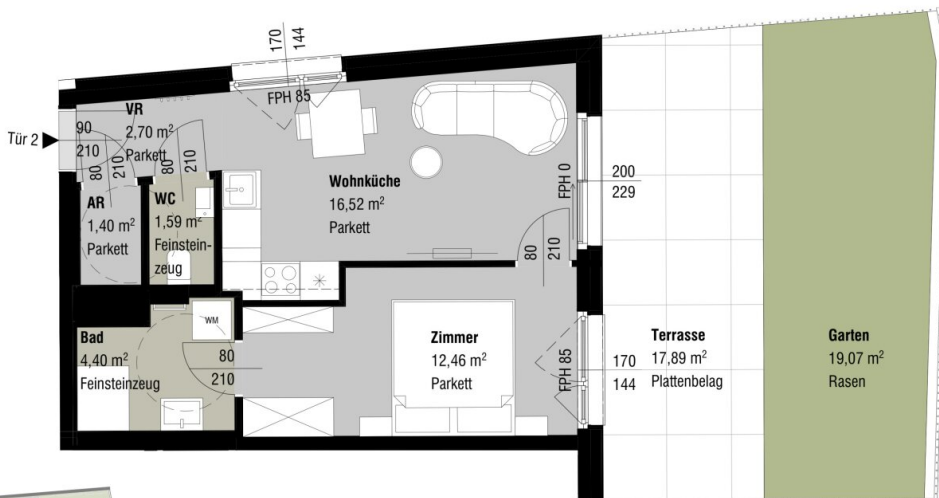 170
144
FPH 85
Tür 2
90
210
VR
2,70 m²
Parkett
80
210
80
210
AR
1,40 m²
Parkett
WC
1,59 m²
Feinstein-
zeug
Wohnküche
16,52 m²
Parkett
FPH 0
200
229
80
210
Bad
4,40 m²
Feinsteinzeug
WM
80
210
Zimmer
12,46 m²
Parkett
FPH 85
170
144
Terrasse
17,89 m²
Plattenbelag
Garten
19,07 m²
Rasen